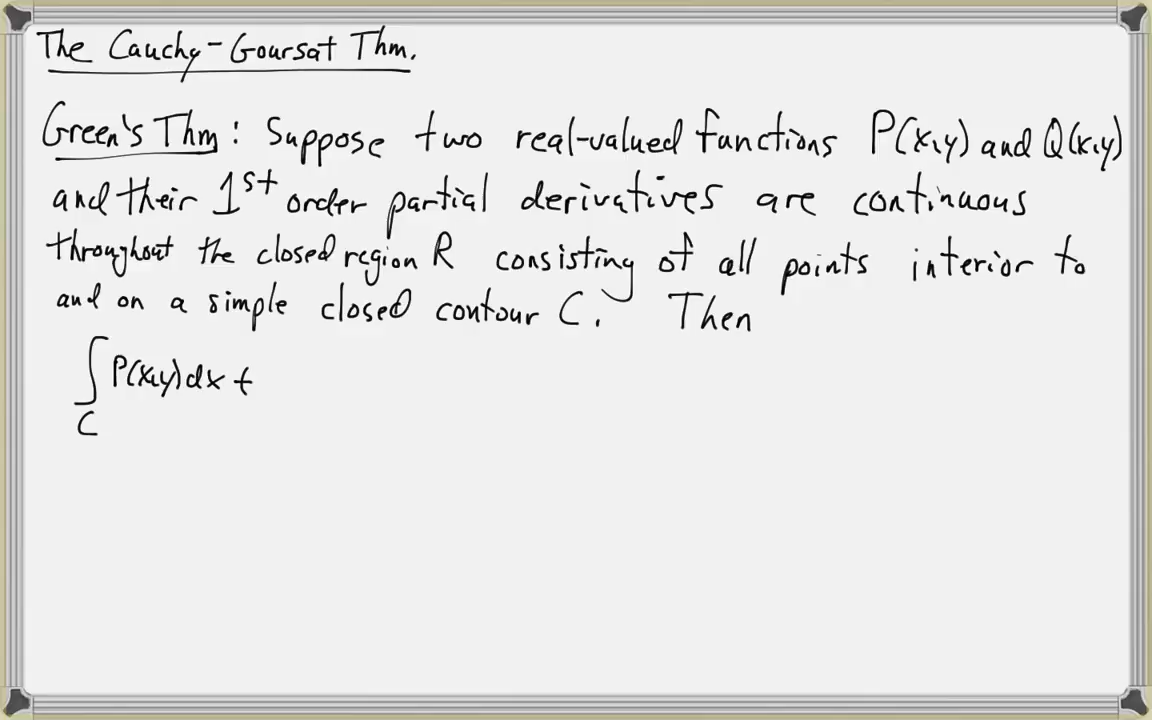 The Cauchy-Goursat Thm.
Green's Thm: Suppose two real-valued functions P(x,y) and Q(x,y)
and their 1st order partial derivatives are continuous
throughout the closed region R consisting of all points interior to
and on a simple closed contour C. Then
∫_C P(x,y)dx +